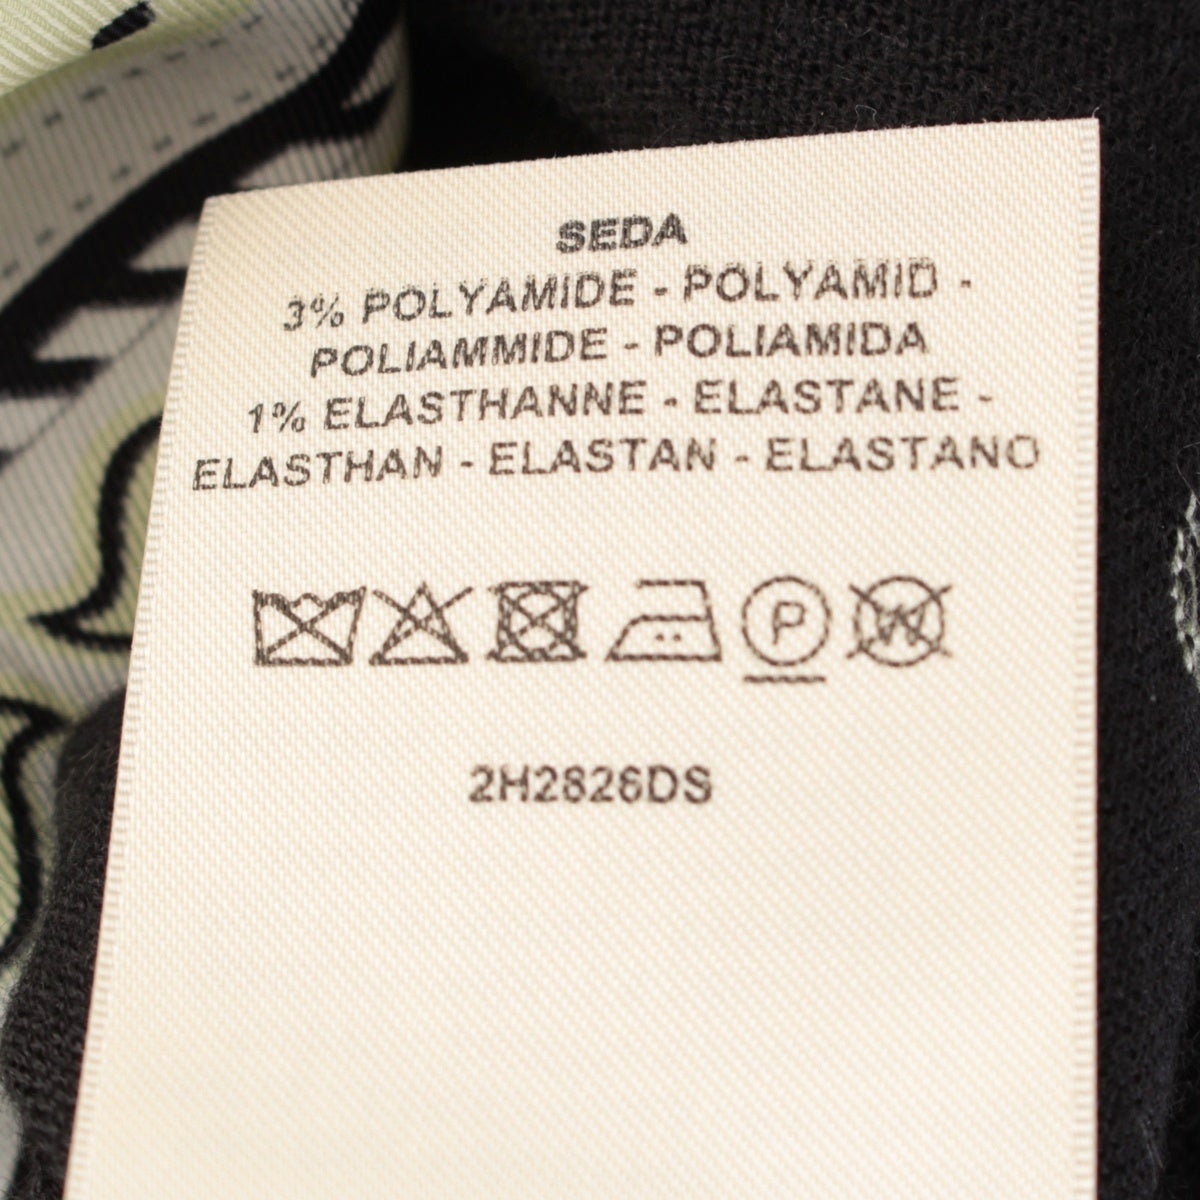 SEDA
3% POLYAMIDE - POLYAMID -
POLIAMMIDE - POLIAMIDA
1% ELASTHANNE - ELASTANE -
ELASTHAN - ELASTAN - ELASTANO
P W
2H2826DS